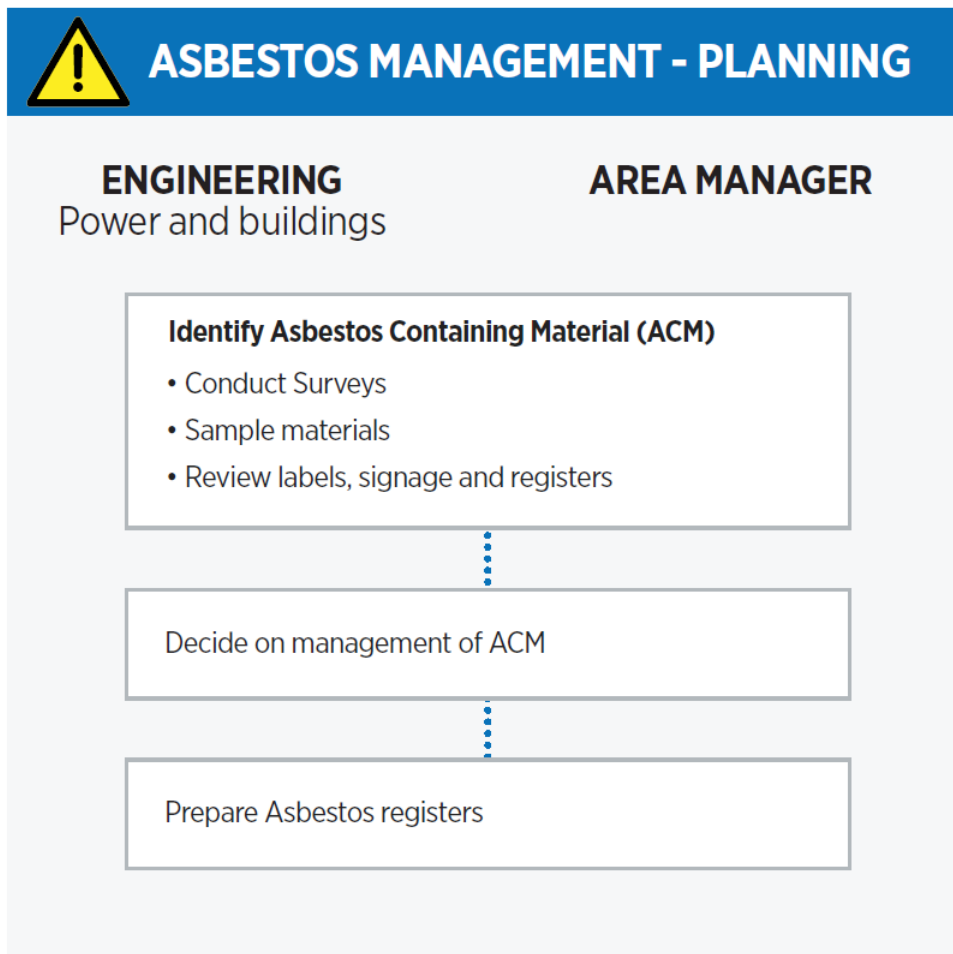 ASBESTOS MANAGEMENT - PLANNING
ENGINEERING
Power and buildings
AREA MANAGER
Identify Asbestos Containing Material (ACM)
• Conduct Surveys
• Sample materials
• Review labels, signage and registers
Decide on management of ACM
Prepare Asbestos registers